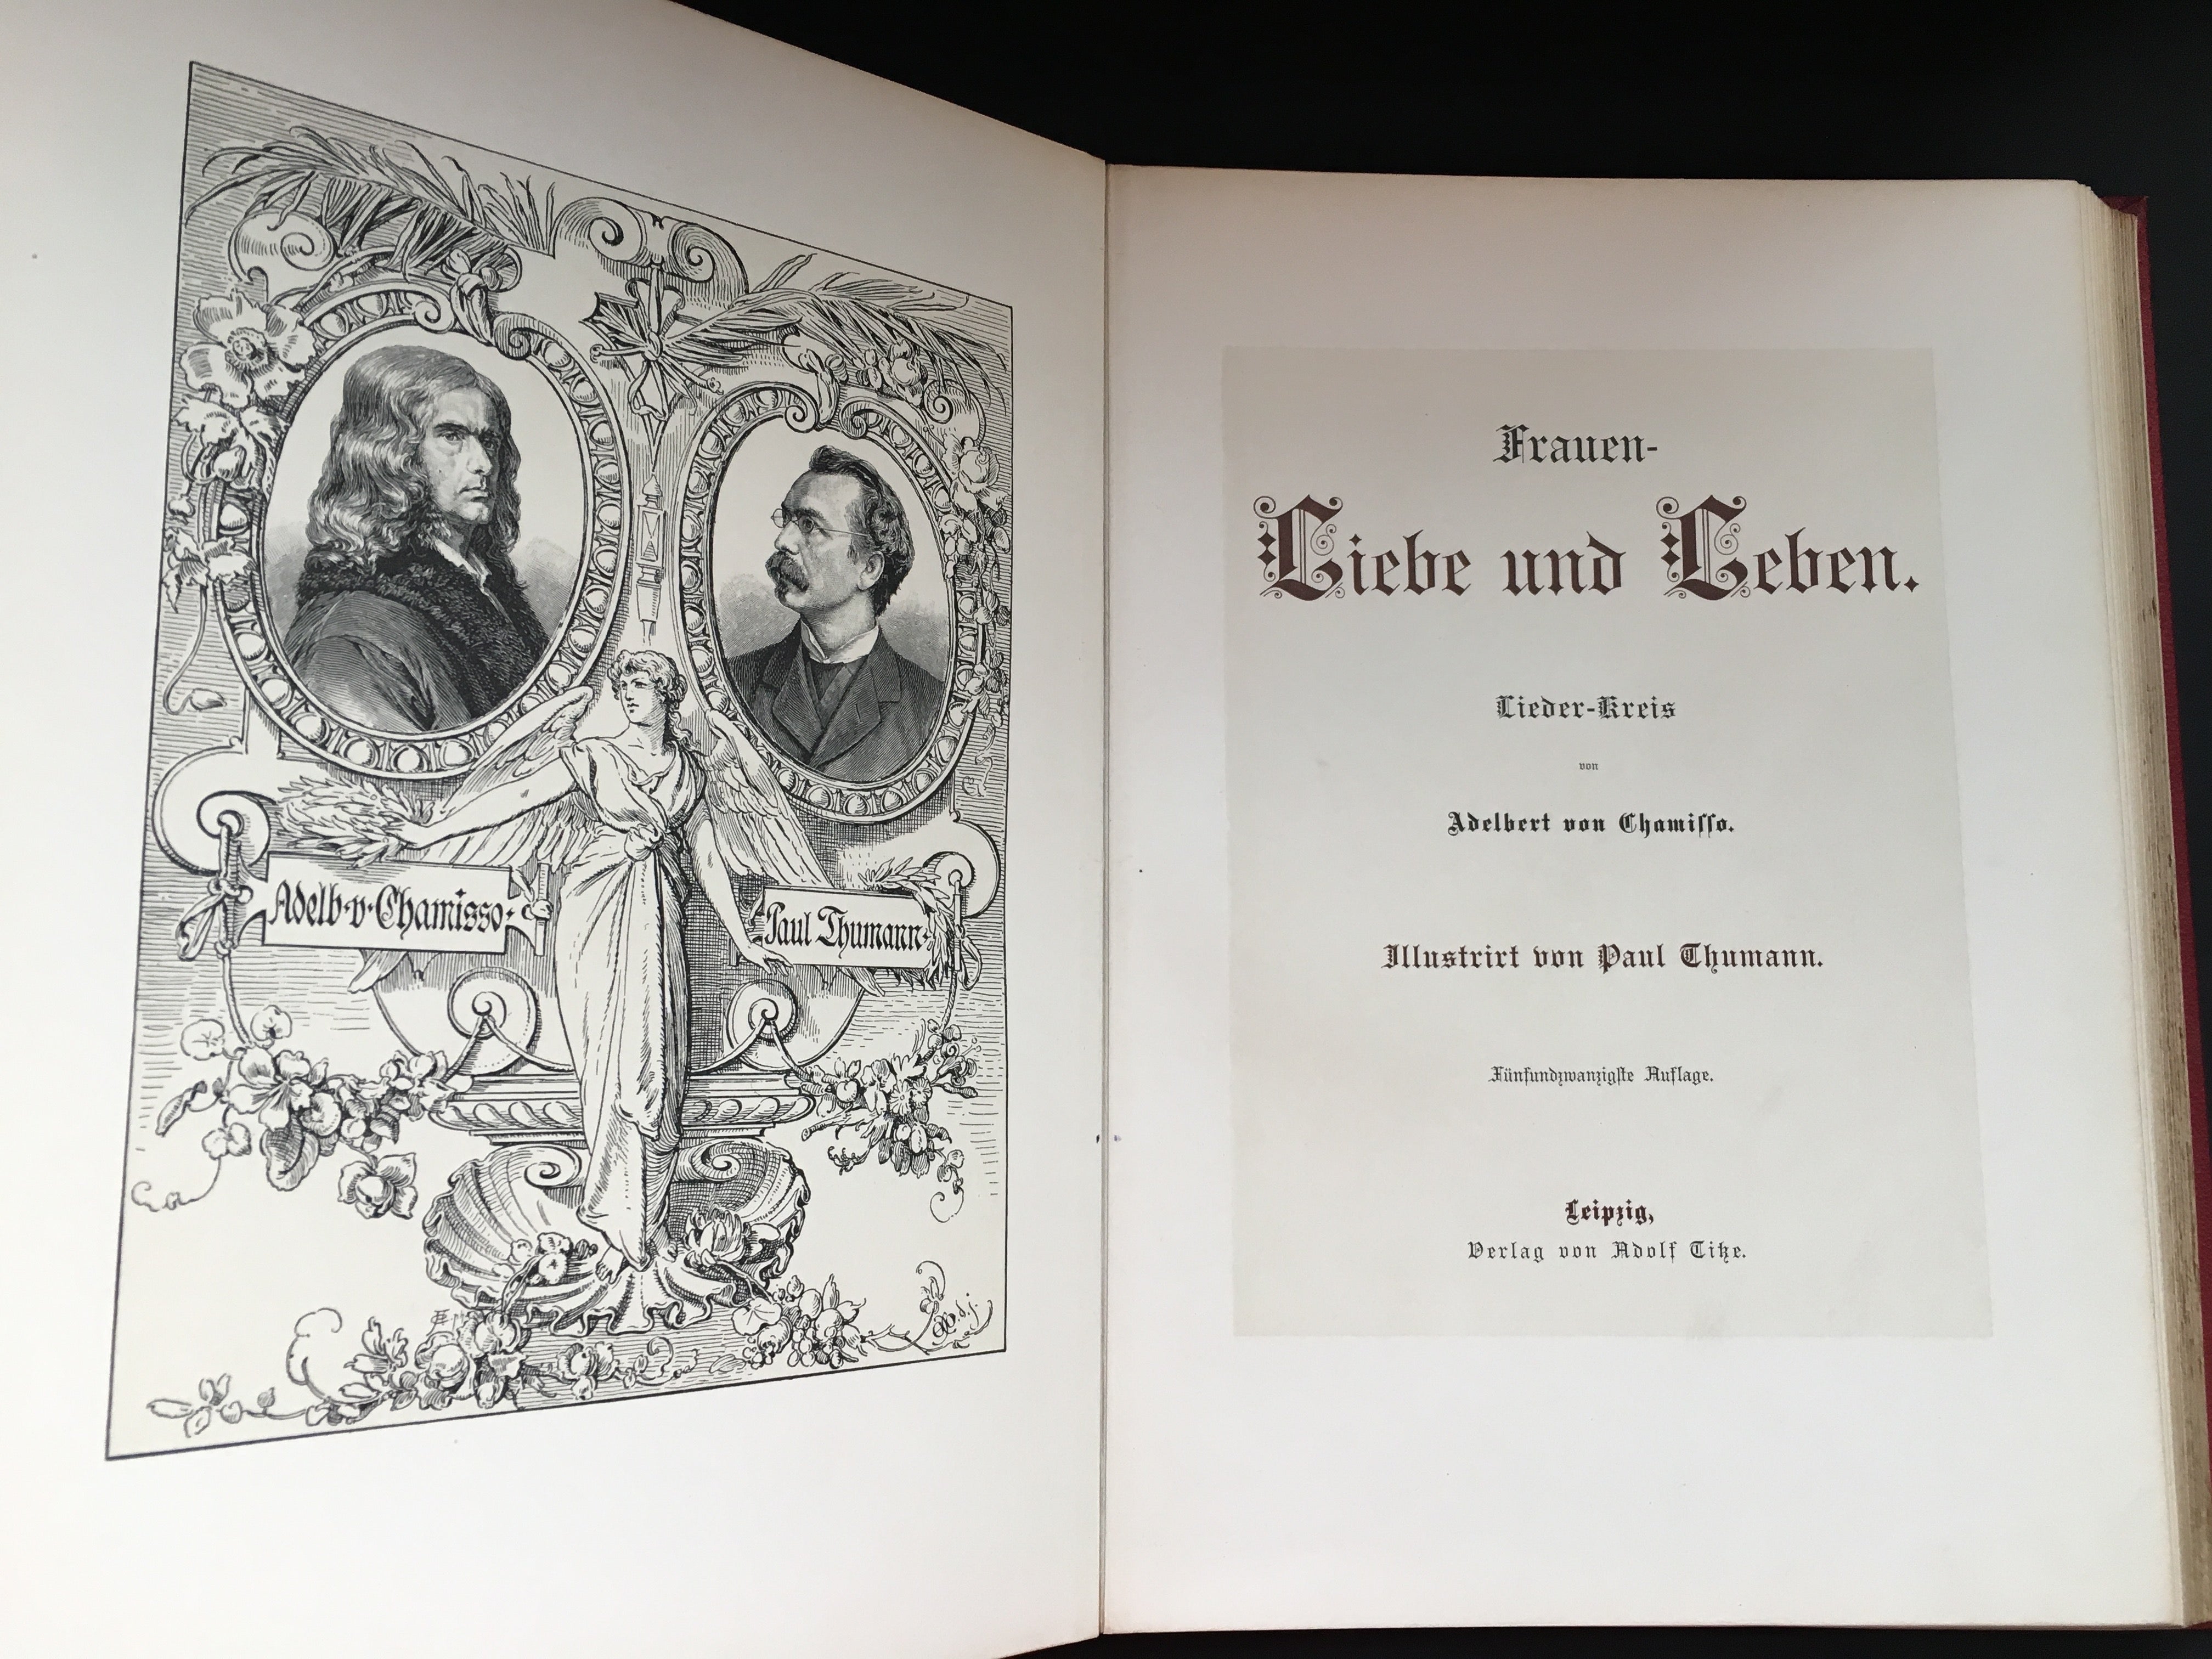 Adelb·v·Chamisso·
Paul Thumann·
Frauen-
Liebe und Leben.
Lieder-Kreis
von
Adelbert von Chamiſſo.
Illustrirt von Paul Thumann.
Fünfundzwanzigſte Auflage.
Leipzig,
Verlag von Adolf Titze.